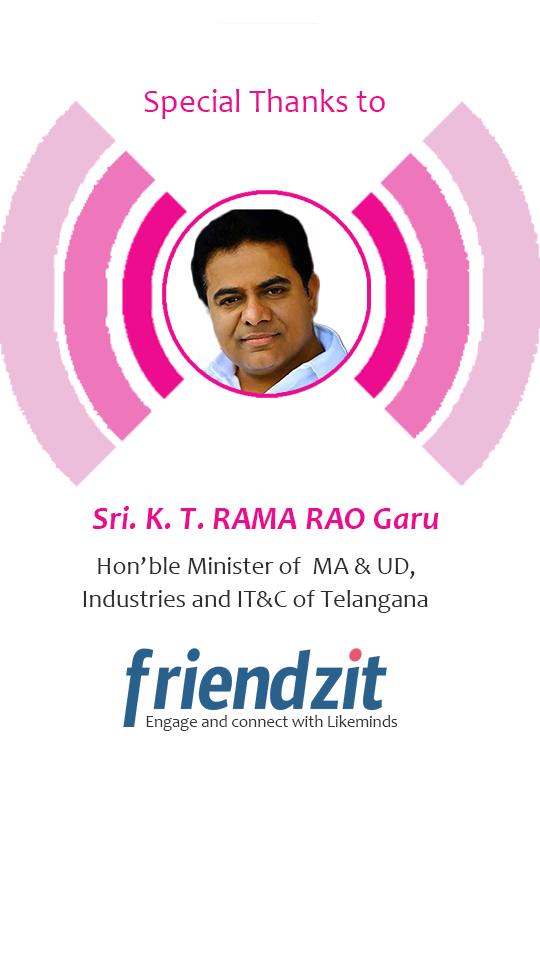 Special Thanks to
Sri. K. T. RAMA RAO Garu
Hon’ble Minister of MA & UD,
Industries and IT&C of Telangana
friendzit
Engage and connect with Likeminds